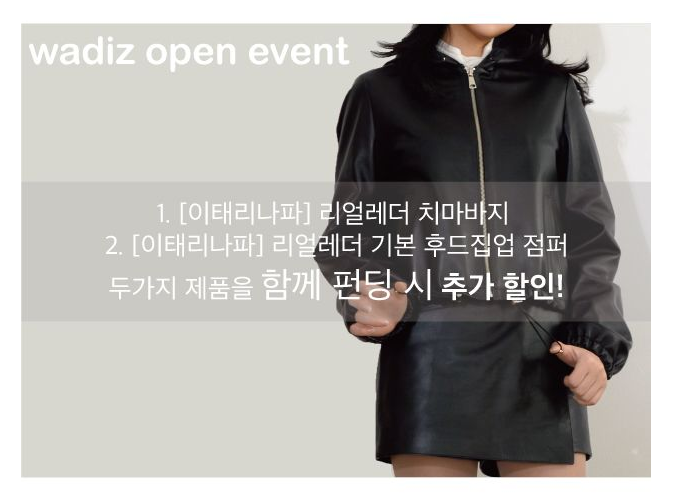 wadiz open event
1. [이태리나파] 리얼레더 치마바지
2. [이태리나파] 리얼레더 기본 후드집업 점퍼
두가지 제품을 함께 펀딩 시 추가 할인!